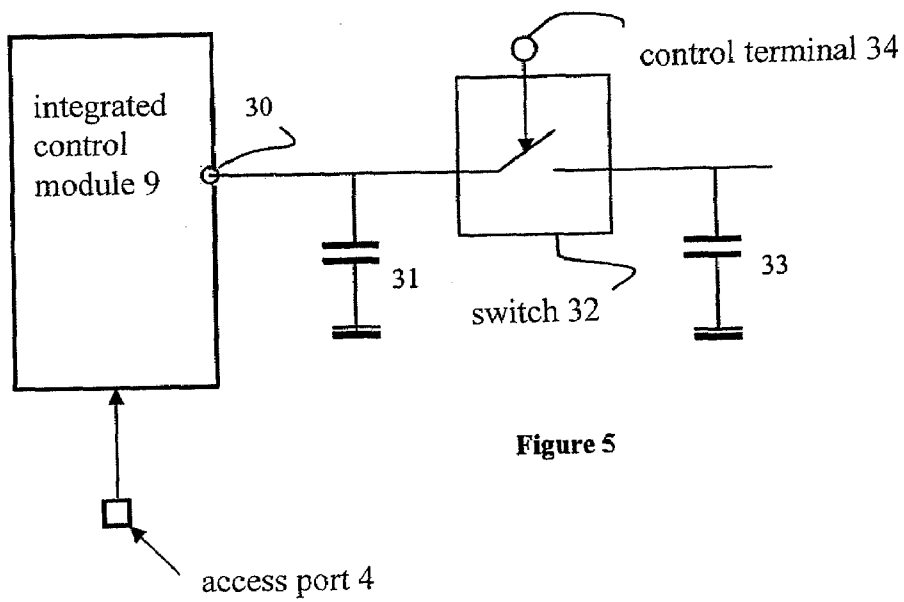 control terminal 34
integrated
control
module 9
30
31
switch 32
33
Figure 5
access port 4